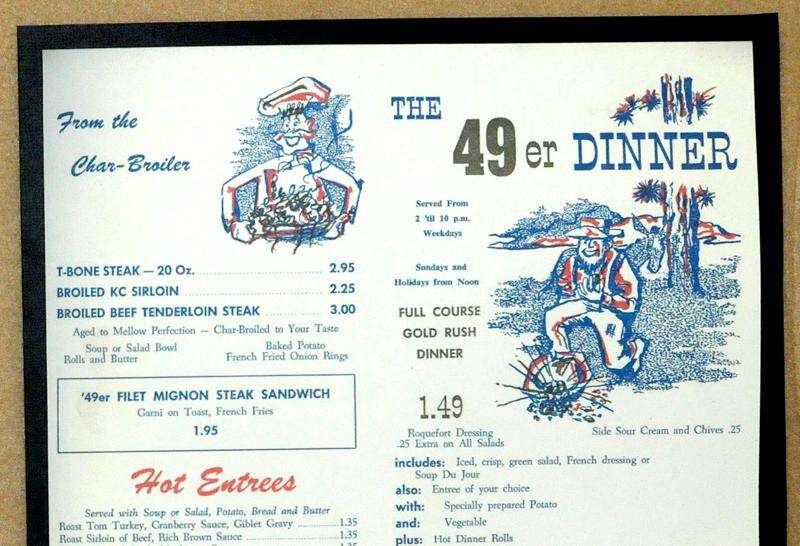 From the
Char-Broiler
T-BONE STEAK — 20 Oz. 2.95
BROILED KC SIRLOIN 2.25
BROILED BEEF TENDERLOIN STEAK 3.00
Aged to Mellow Perfection — Char-Broiled to Your Taste
Soup or Salad Bowl Baked Potato
Rolls and Butter French Fried Onion Rings
'49er FILET MIGNON STEAK SANDWICH
Garni on Toast, French Fries
1.95
Hot Entrees
Served with Soup or Salad, Potato, Bread and Butter
Roast Tom Turkey, Cranberry Sauce, Giblet Gravy 1.35
Roast Sirloin of Beef, Rich Brown Sauce 1.35
THE
49er DINNER
Served From
2 'til 10 p.m.
Weekdays
Sundays and
Holidays from Noon
FULL COURSE
GOLD RUSH
DINNER
1.49
Roquefort Dressing
.25 Extra on All Salads
Side Sour Cream and Chives .25
includes: Iced, crisp, green salad, French dressing or
Soup Du Jour
also: Entree of your choice
with: Specially prepared Potato
and: Vegetable
plus: Hot Dinner Rolls